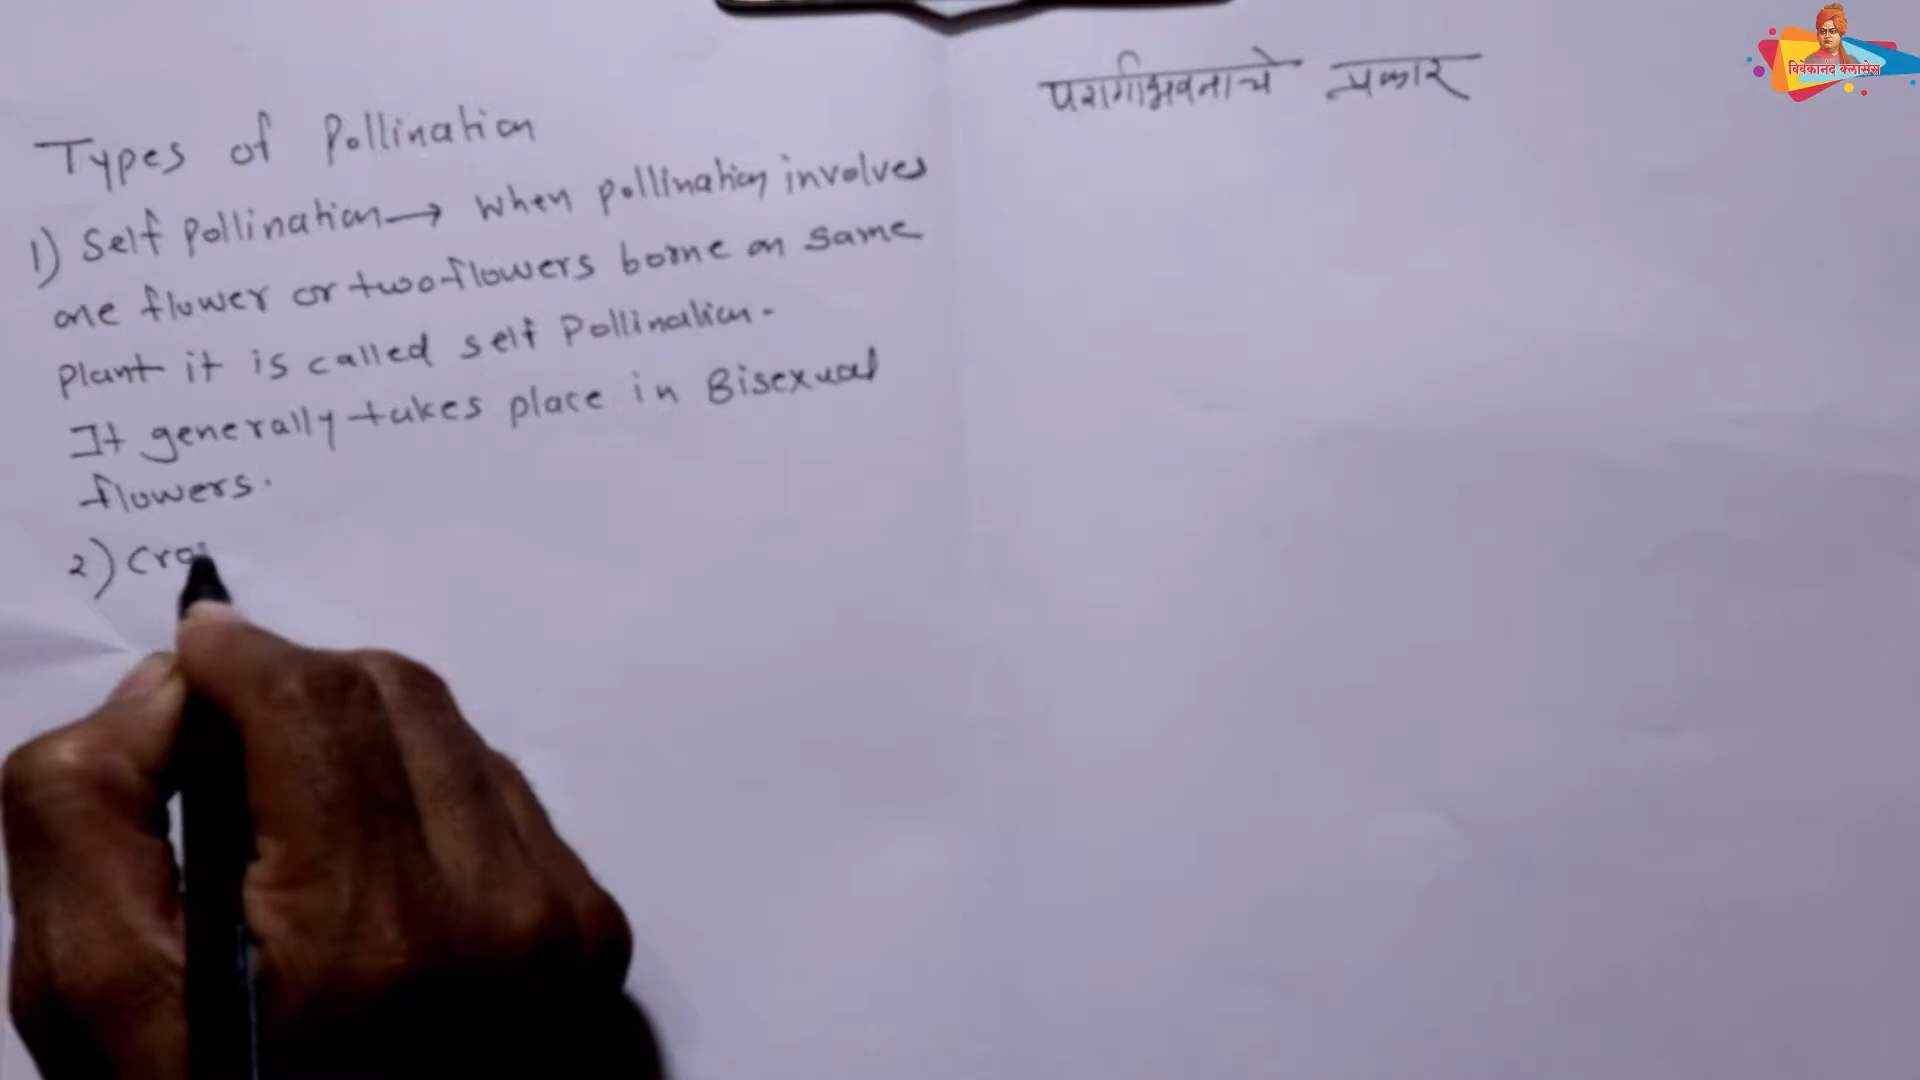 Types of Pollination
1) Self pollination → When pollination involves
one flower or two flowers borne on same
plant it is called self Pollination.
It generally takes place in Bisexual
flowers.
2) Cro
परागीभवनाचे प्रकार
विवेकानंद क्लासेस